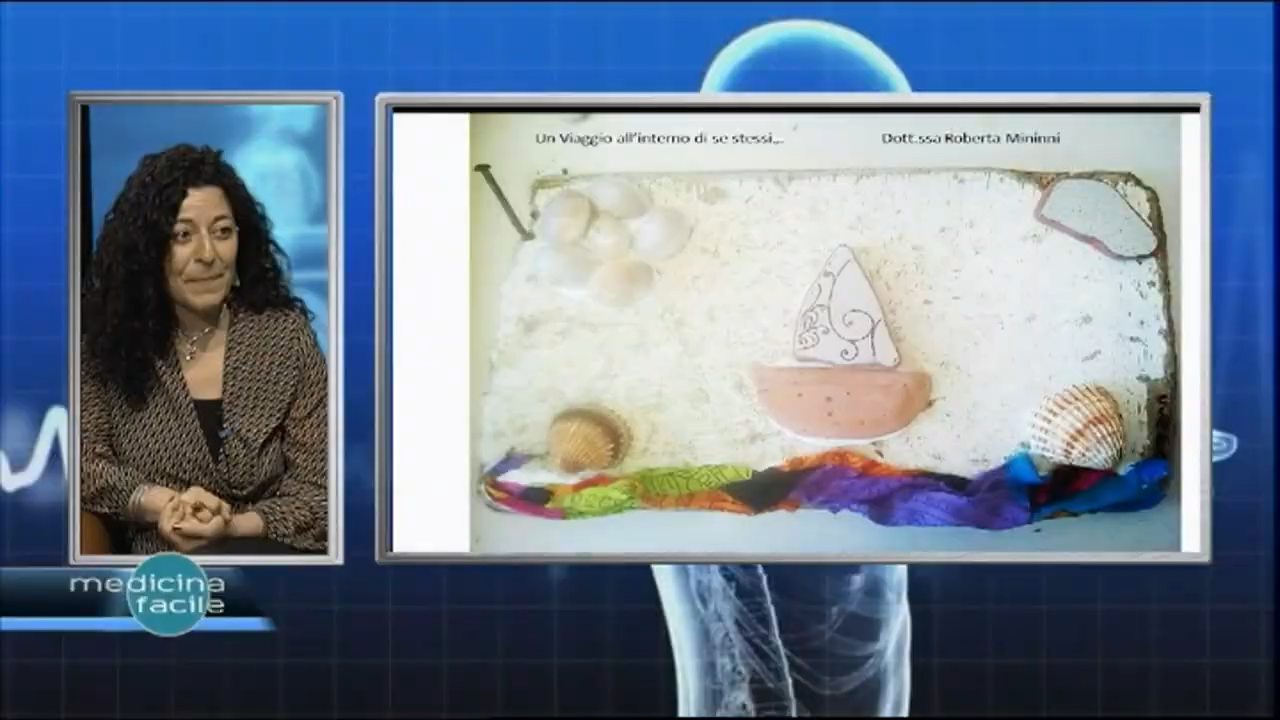 Un Viaggio all'interno di se stessi,..
Dott.ssa Roberta Mininni
medicina
facile